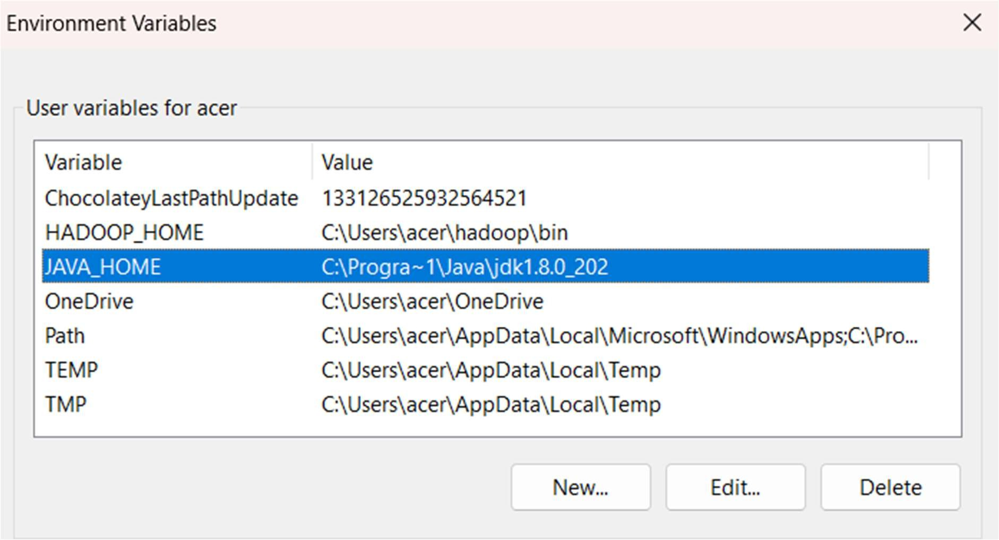 Environment Variables
User variables for acer
Variable Value
ChocolateyLastPathUpdate 133126525932564521
HADOOP_HOME C:\Users\acer\hadoop\bin
JAVA_HOME C:\Progra~1\Java\jdk1.8.0_202
OneDrive C:\Users\acer\OneDrive
Path C:\Users\acer\AppData\Local\Microsoft\WindowsApps;C:\Pro...
TEMP C:\Users\acer\AppData\Local\Temp
TMP C:\Users\acer\AppData\Local\Temp
New... Edit... Delete